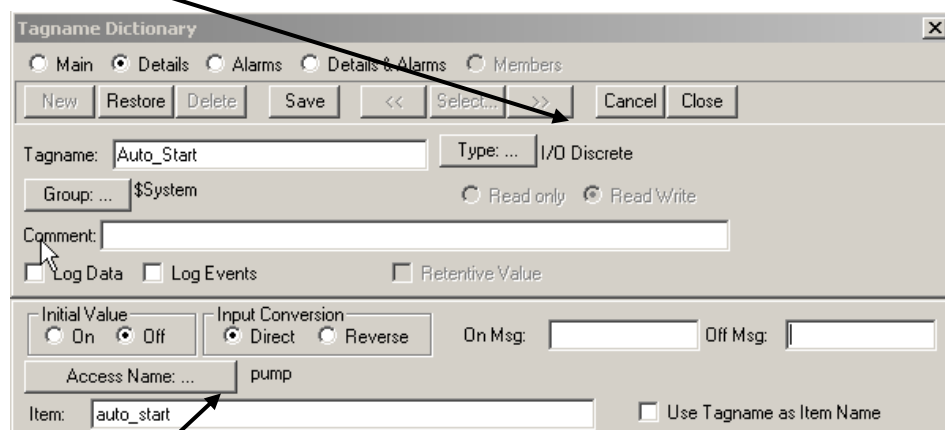 Tagname Dictionary
Main Details Alarms Details & Alarms Members
New Restore Delete Save << Select... >> Cancel Close
Tagname: Auto_Start Type: ... I/O Discrete
Group: ... $System Read only Read Write
Comment:
Log Data Log Events Retentive Value
Initial Value Input Conversion
On Off Direct Reverse On Msg: Off Msg:
Access Name: ... pump
Item: auto_start Use Tagname as Item Name